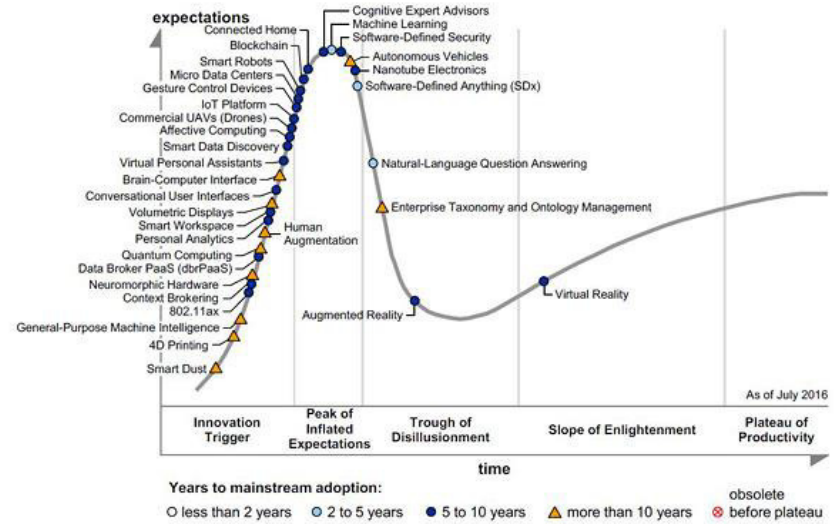 expectations
Cognitive Expert Advisors
Connected Home
Machine Learning
Software-Defined Security
Blockchain
Autonomous Vehicles
Smart Robots
Nanotube Electronics
Micro Data Centers
Gesture Control Devices
Software-Defined Anything (SDx)
IoT Platform
Commercial UAVs (Drones)
Affective Computing
Smart Data Discovery
Virtual Personal Assistants
Natural-Language Question Answering
Brain-Computer Interface
Conversational User Interfaces
Volumetric Displays
Enterprise Taxonomy and Ontology Management
Smart Workspace
Human
Augmentation
Personal Analytics
Quantum Computing
Data Broker PaaS (dbrPaaS)
Neuromorphic Hardware
Context Brokering
Virtual Reality
802.11ax
Augmented Reality
General-Purpose Machine Intelligence
4D Printing
Smart Dust
As of July 2016
Innovation
Trigger
Peak of
Inflated
Expectations
Trough of
Disillusionment
Slope of Enlightenment
Plateau of
Productivity
time
Years to mainstream adoption:
less than 2 years
2 to 5 years
5 to 10 years
more than 10 years
obsolete
before plateau